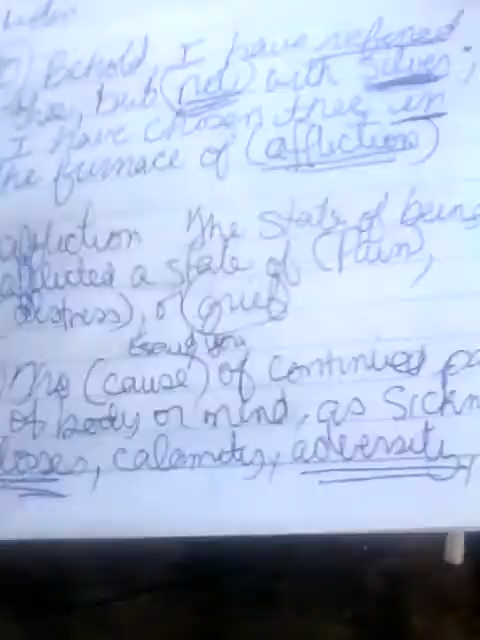 Behold, I have refined
thee, but (not) with silver;
I have chosen thee in
the furnace of (affliction)
affliction The state of being
afflicted a state of (Pain,
distress), or (grief
The (cause) of continued pa
of body or mind, as Sickn
losses, calamity, adversity,